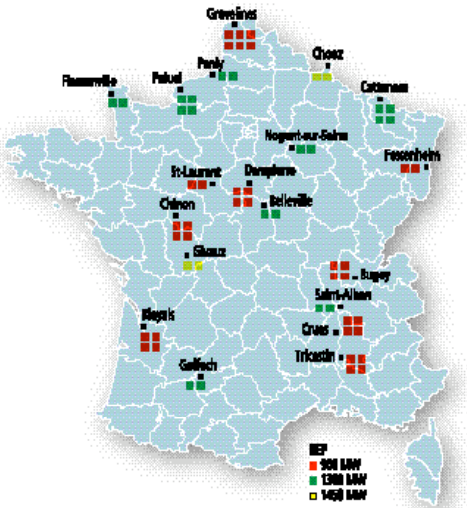 Gravelines
Penly
Chooz
Flamanville
Paluel
Cattenom
Nogent-sur-Seine
Fessenheim
St-Laurent
Dampierre
Belleville
Chinon
Civaux
Bugey
Saint-Alban
Blayais
Cruas
Tricastin
Golfech
REP
900 MW
1300 MW
1450 MW